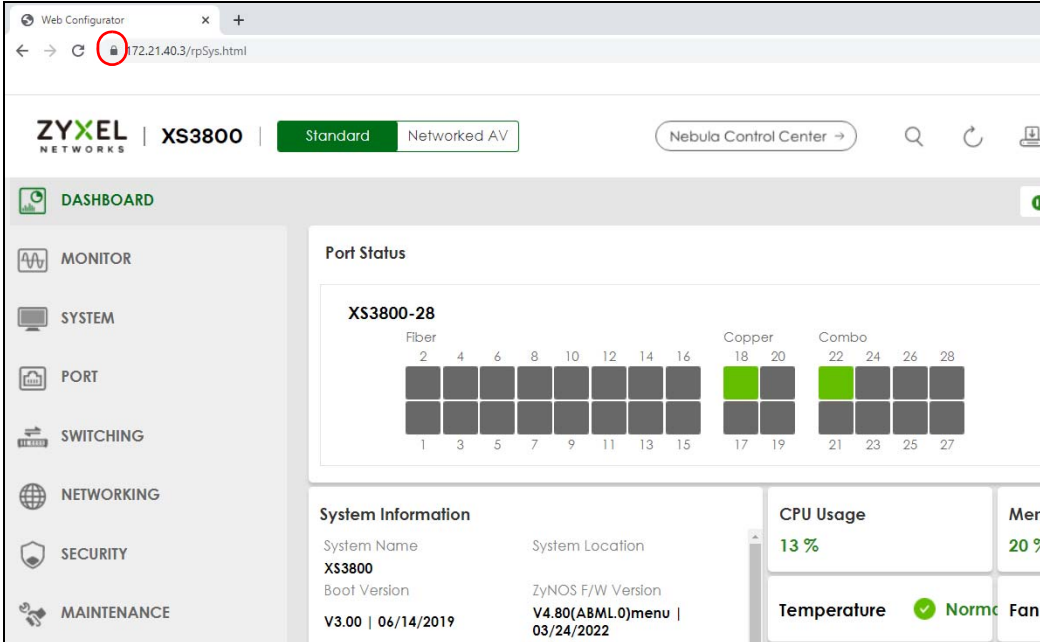 Web Configurator
172.21.40.3/rpSys.html
ZYXEL NETWORKS | XS3800 | Standard Networked AV Nebula Control Center →
DASHBOARD
MONITOR
SYSTEM
PORT
SWITCHING
NETWORKING
SECURITY
MAINTENANCE
Port Status
XS3800-28
Fiber Copper Combo
2 4 6 8 10 12 14 16 18 20 22 24 26 28
1 3 5 7 9 11 13 15 17 19 21 23 25 27
System Information
System Name System Location
XS3800
Boot Version ZyNOS F/W Version
V3.00 | 06/14/2019 V4.80(ABML.0)menu |
03/24/2022
CPU Usage
13 %
20 %
Temperature
Fan